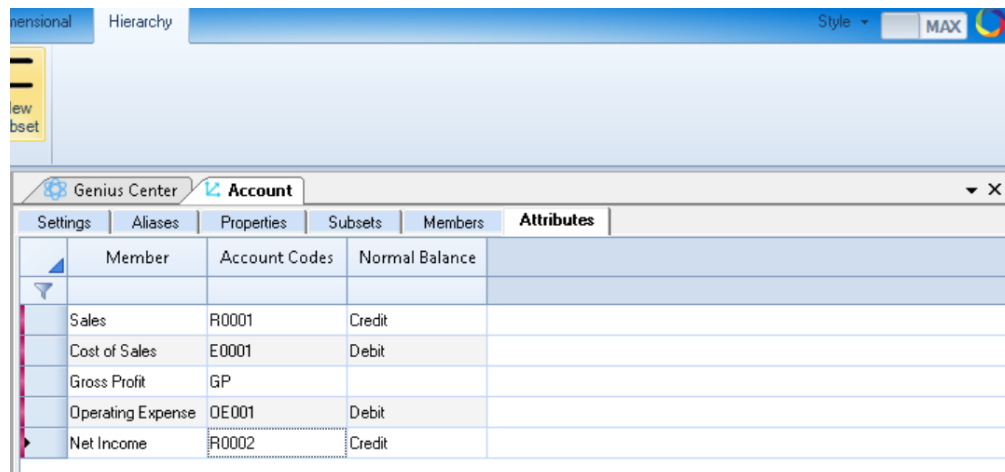 mensional Hierarchy Style MAX
lew
bset
Genius Center Account
Settings Aliases Properties Subsets Members Attributes
Member Account Codes Normal Balance
Sales R0001 Credit
Cost of Sales E0001 Debit
Gross Profit GP
Operating Expense OE001 Debit
Net Income R0002 Credit